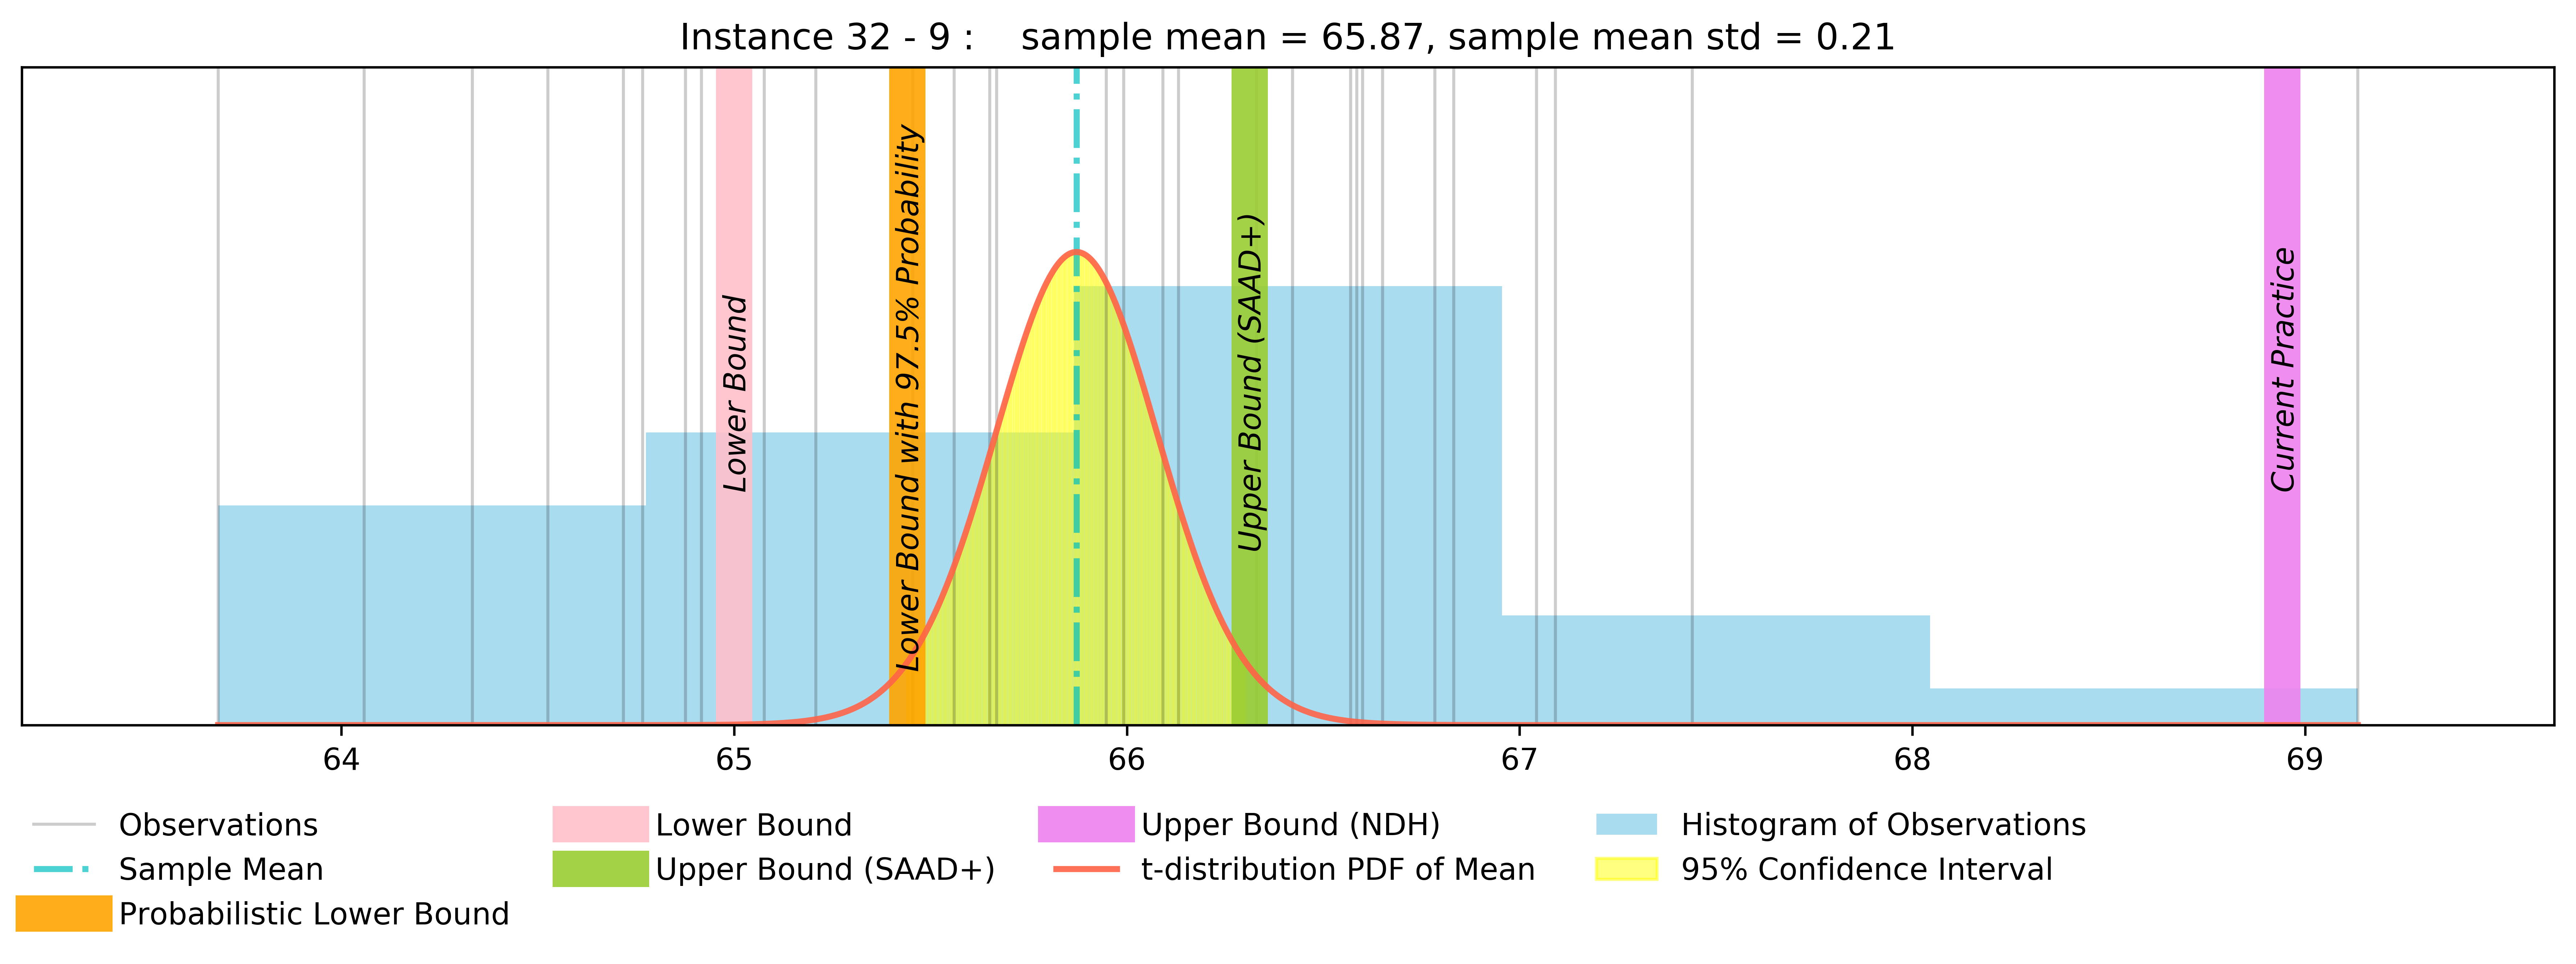 Instance 32 - 9 :    sample mean = 65.87, sample mean std = 0.21
Lower Bound
Lower Bound with 97.5% Probability
Upper Bound (SAAD+)
Current Practice
64 65 66 67 68 69
Observations
Sample Mean
Probabilistic Lower Bound
Lower Bound
Upper Bound (SAAD+)
Upper Bound (NDH)
t-distribution PDF of Mean
Histogram of Observations
95% Confidence Interval